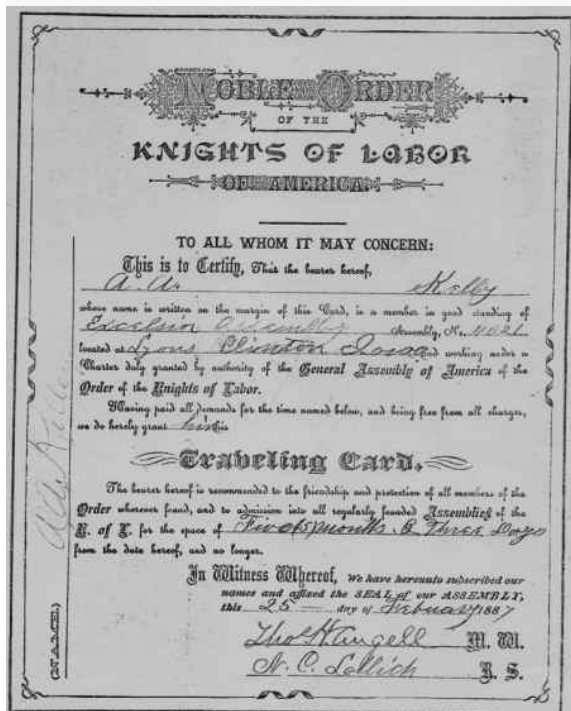 NOBLE AND ORDER
OF THE
KNIGHTS OF LABOR
OF AMERICA.
TO ALL WHOM IT MAY CONCERN:
This is to Certify, That the bearer hereof,
A. A. Kelly
whose name is written on the margin of this Card, is a member in good standing of
Excelsior Assembly Assembly, No.
located at Lyons Clinton Iowa and working under a
Charter duly granted by authority of the General Assembly of America of the
Order of the Knights of Labor.
Having paid all demands for the time named below, and being free from all charges,
we do hereby grant him this
Traveling Card.
The bearer hereof is recommended to the friendship and protection of all members of the
Order wherever found, and to admission into all regularly founded Assemblies of the
K. of L. for the space of months & Three Days
from the date hereof, and no longer.
In Witness Whereof, We have hereunto subscribed our
names and affixed the SEAL of our ASSEMBLY,
this 25 day of February 1887
Thos H Angell M. W.
N. C. R. S.
(NAME.) A. A. Kelly